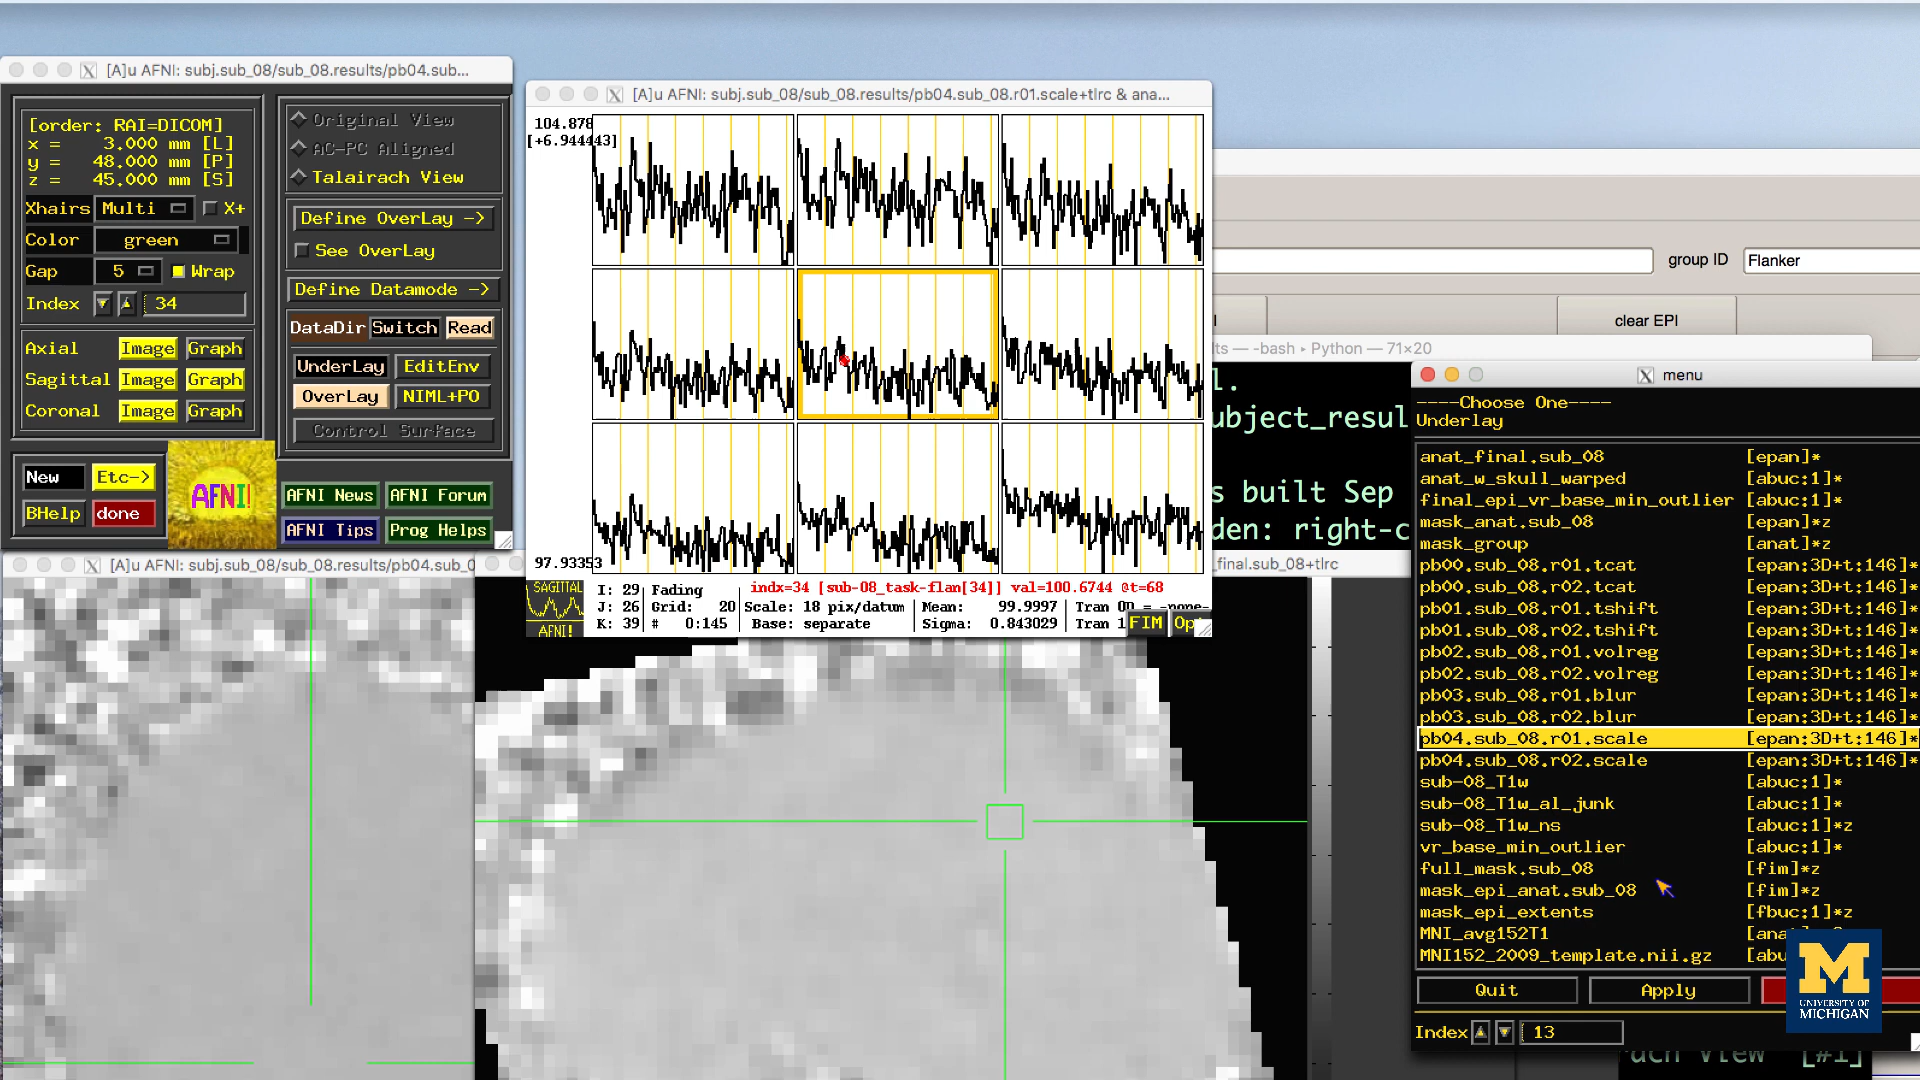 [A]u AFNI: subj.sub_08/sub_08.results/pb04.sub...
[order: RAI=DICOM]
x = 3.000 mm [L]
y = 48.000 mm [P]
z = 45.000 mm [S]
Xhairs Multi X+
Color green
Gap 5 Wrap
Index 34
Axial Image Graph
Sagittal Image Graph
Coronal Image Graph
New Etc->
BHelp done
AFNI!
Original View
AC-PC Aligned
Talairach View
Define OverLay ->
See OverLay
Define Datamode ->
DataDir Switch Read
UnderLay EditEnv
OverLay NIML+PO
Control Surface
AFNI News AFNI Forum
AFNI Tips Prog Helps
[A]u AFNI: subj.sub_08/sub_08.results/pb04.sub_08.r01.scale+tlrc & ana...
104.878
[+6.944443]
97.93353
SAGITTAL
AFNI!
indx=34 [sub-08_task-flan[34]] val=100.6744 @t=68
I: 29 Fading
J: 26 Grid: 20 Scale: 18 pix/datum Mean: 99.9997 Tran 0D = -none-
K: 39 # 0:145 Base: separate Sigma: 0.843029 Tran 1
FIM
[A]u AFNI: subj.sub_08/sub_08.results/pb04.sub_0
_final.sub_08+tlrc
group ID Flanker
clear EPI
ts — -bash ▸ Python — 71×20
l.
ubject_resul
s built Sep
den: right-c
menu
----Choose One----
Underlay
anat_final.sub_08 [epan]*
anat_w_skull_warped [abuc:1]*
final_epi_vr_base_min_outlier [abuc:1]*
mask_anat.sub_08 [epan]*z
mask_group [anat]*z
pb00.sub_08.r01.tcat [epan:3D+t:146]*
pb00.sub_08.r02.tcat [epan:3D+t:146]*
pb01.sub_08.r01.tshift [epan:3D+t:146]*
pb01.sub_08.r02.tshift [epan:3D+t:146]*
pb02.sub_08.r01.volreg [epan:3D+t:146]*
pb02.sub_08.r02.volreg [epan:3D+t:146]*
pb03.sub_08.r01.blur [epan:3D+t:146]*
pb03.sub_08.r02.blur [epan:3D+t:146]*
pb04.sub_08.r01.scale [epan:3D+t:146]*
pb04.sub_08.r02.scale [epan:3D+t:146]*
sub-08_T1w [abuc:1]*
sub-08_T1w_al_junk [abuc:1]*
sub-08_T1w_ns [abuc:1]*z
vr_base_min_outlier [abuc:1]*
full_mask.sub_08 [fim]*z
mask_epi_anat.sub_08 [fim]*z
mask_epi_extents [fbuc:1]*z
MNI_avg152T1 [ana
MNI152_2009_template.nii.gz [abu
Quit Apply
Index 13
M
UNIVERSITY OF
MICHIGAN